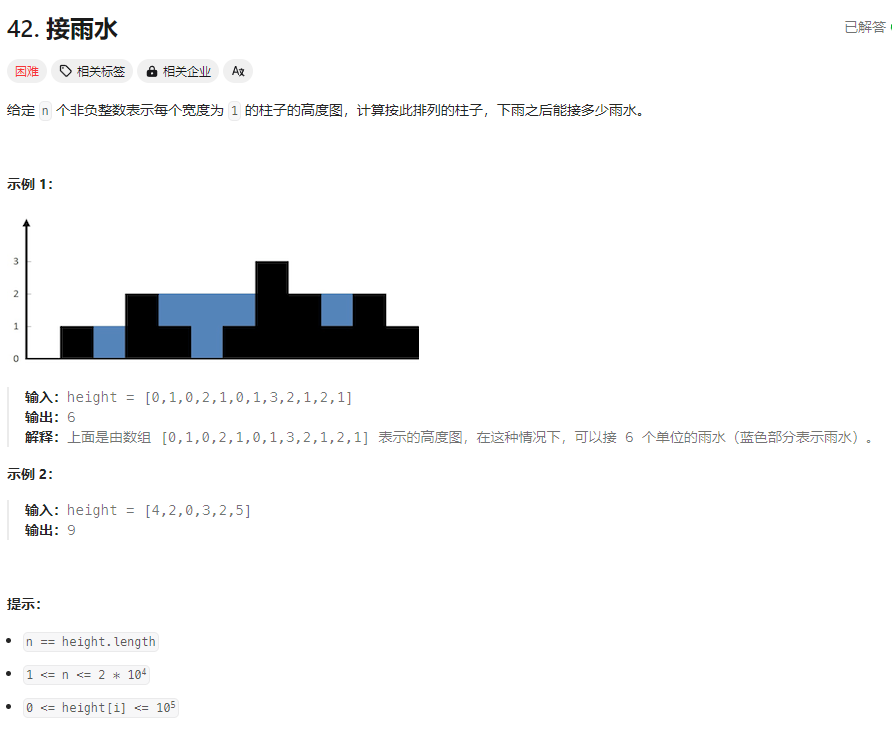 42. 接雨水
已解答
困难 相关标签 相关企业 Aあ
给定 n 个非负整数表示每个宽度为 1 的柱子的高度图，计算按此排列的柱子，下雨之后能接多少雨水。
示例 1：
3
2
1
0
输入：height = [0,1,0,2,1,0,1,3,2,1,2,1]
输出：6
解释：上面是由数组 [0,1,0,2,1,0,1,3,2,1,2,1] 表示的高度图，在这种情况下，可以接 6 个单位的雨水（蓝色部分表示雨水）。
示例 2：
输入：height = [4,2,0,3,2,5]
输出：9
提示：
n == height.length
1 <= n <= 2 * 10⁴
0 <= height[i] <= 10⁵